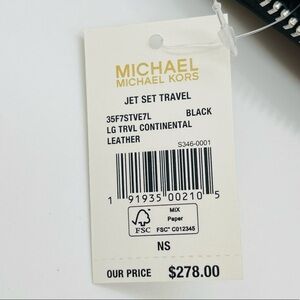 MICHAEL
MICHAEL KORS
JET SET TRAVEL
35F7STVE7L BLACK
LG TRVL CONTINENTAL
LEATHER
S346-0001
1 91935 00210 5
FSC
MIX
Paper
FSC® C012345
NS
OUR PRICE $278.00